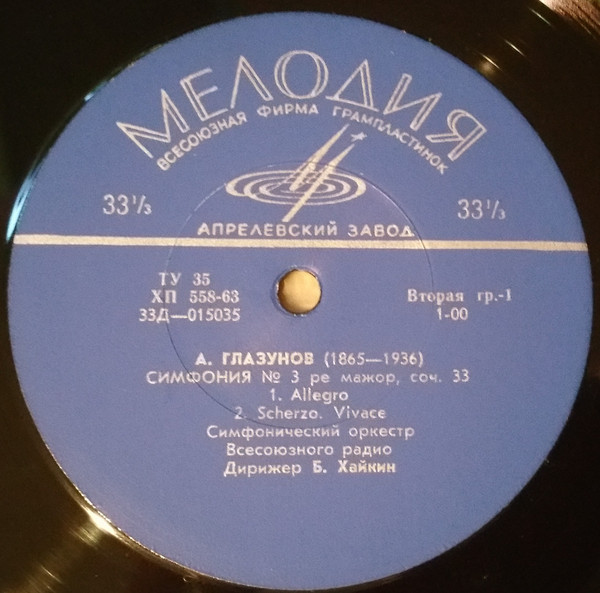 МЕЛОДИЯ
ВСЕСОЮЗНАЯ ФИРМА ГРАМПЛАСТИНОК
33⅓ 33⅓
АПРЕЛЕВСКИЙ ЗАВОД
ТУ 35
ХП 558-63 Вторая гр.-1
33Д—015035 1-00
А. ГЛАЗУНОВ (1865—1936)
СИМФОНИЯ № 3 ре мажор, соч. 33
1. Allegro
2. Scherzo. Vivace
Симфонический оркестр
Всесоюзного радио
Дирижер Б. Хайкин